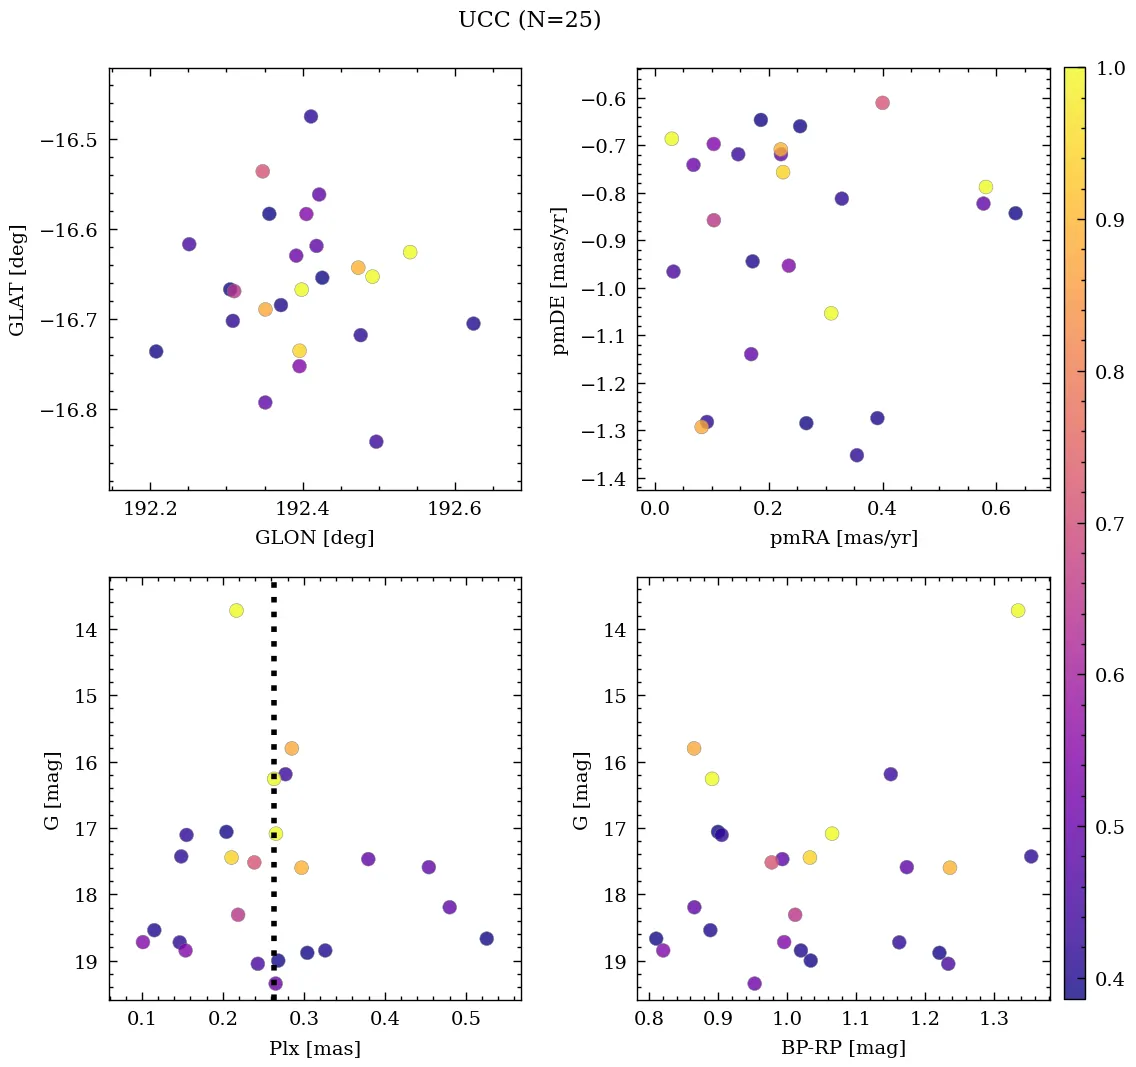 UCC (N=25)
−16.5
−16.6
−16.7
−16.8
GLAT [deg]
192.2 192.4 192.6
GLON [deg]
−0.6
−0.7
−0.8
−0.9
−1.0
−1.1
−1.2
−1.3
−1.4
pmDE [mas/yr]
0.0 0.2 0.4 0.6
pmRA [mas/yr]
1.0
0.9
0.8
0.7
0.6
0.5
0.4
14
15
16
17
18
19
G [mag]
0.1 0.2 0.3 0.4 0.5
Plx [mas]
14
15
16
17
18
19
G [mag]
0.8 0.9 1.0 1.1 1.2 1.3
BP-RP [mag]